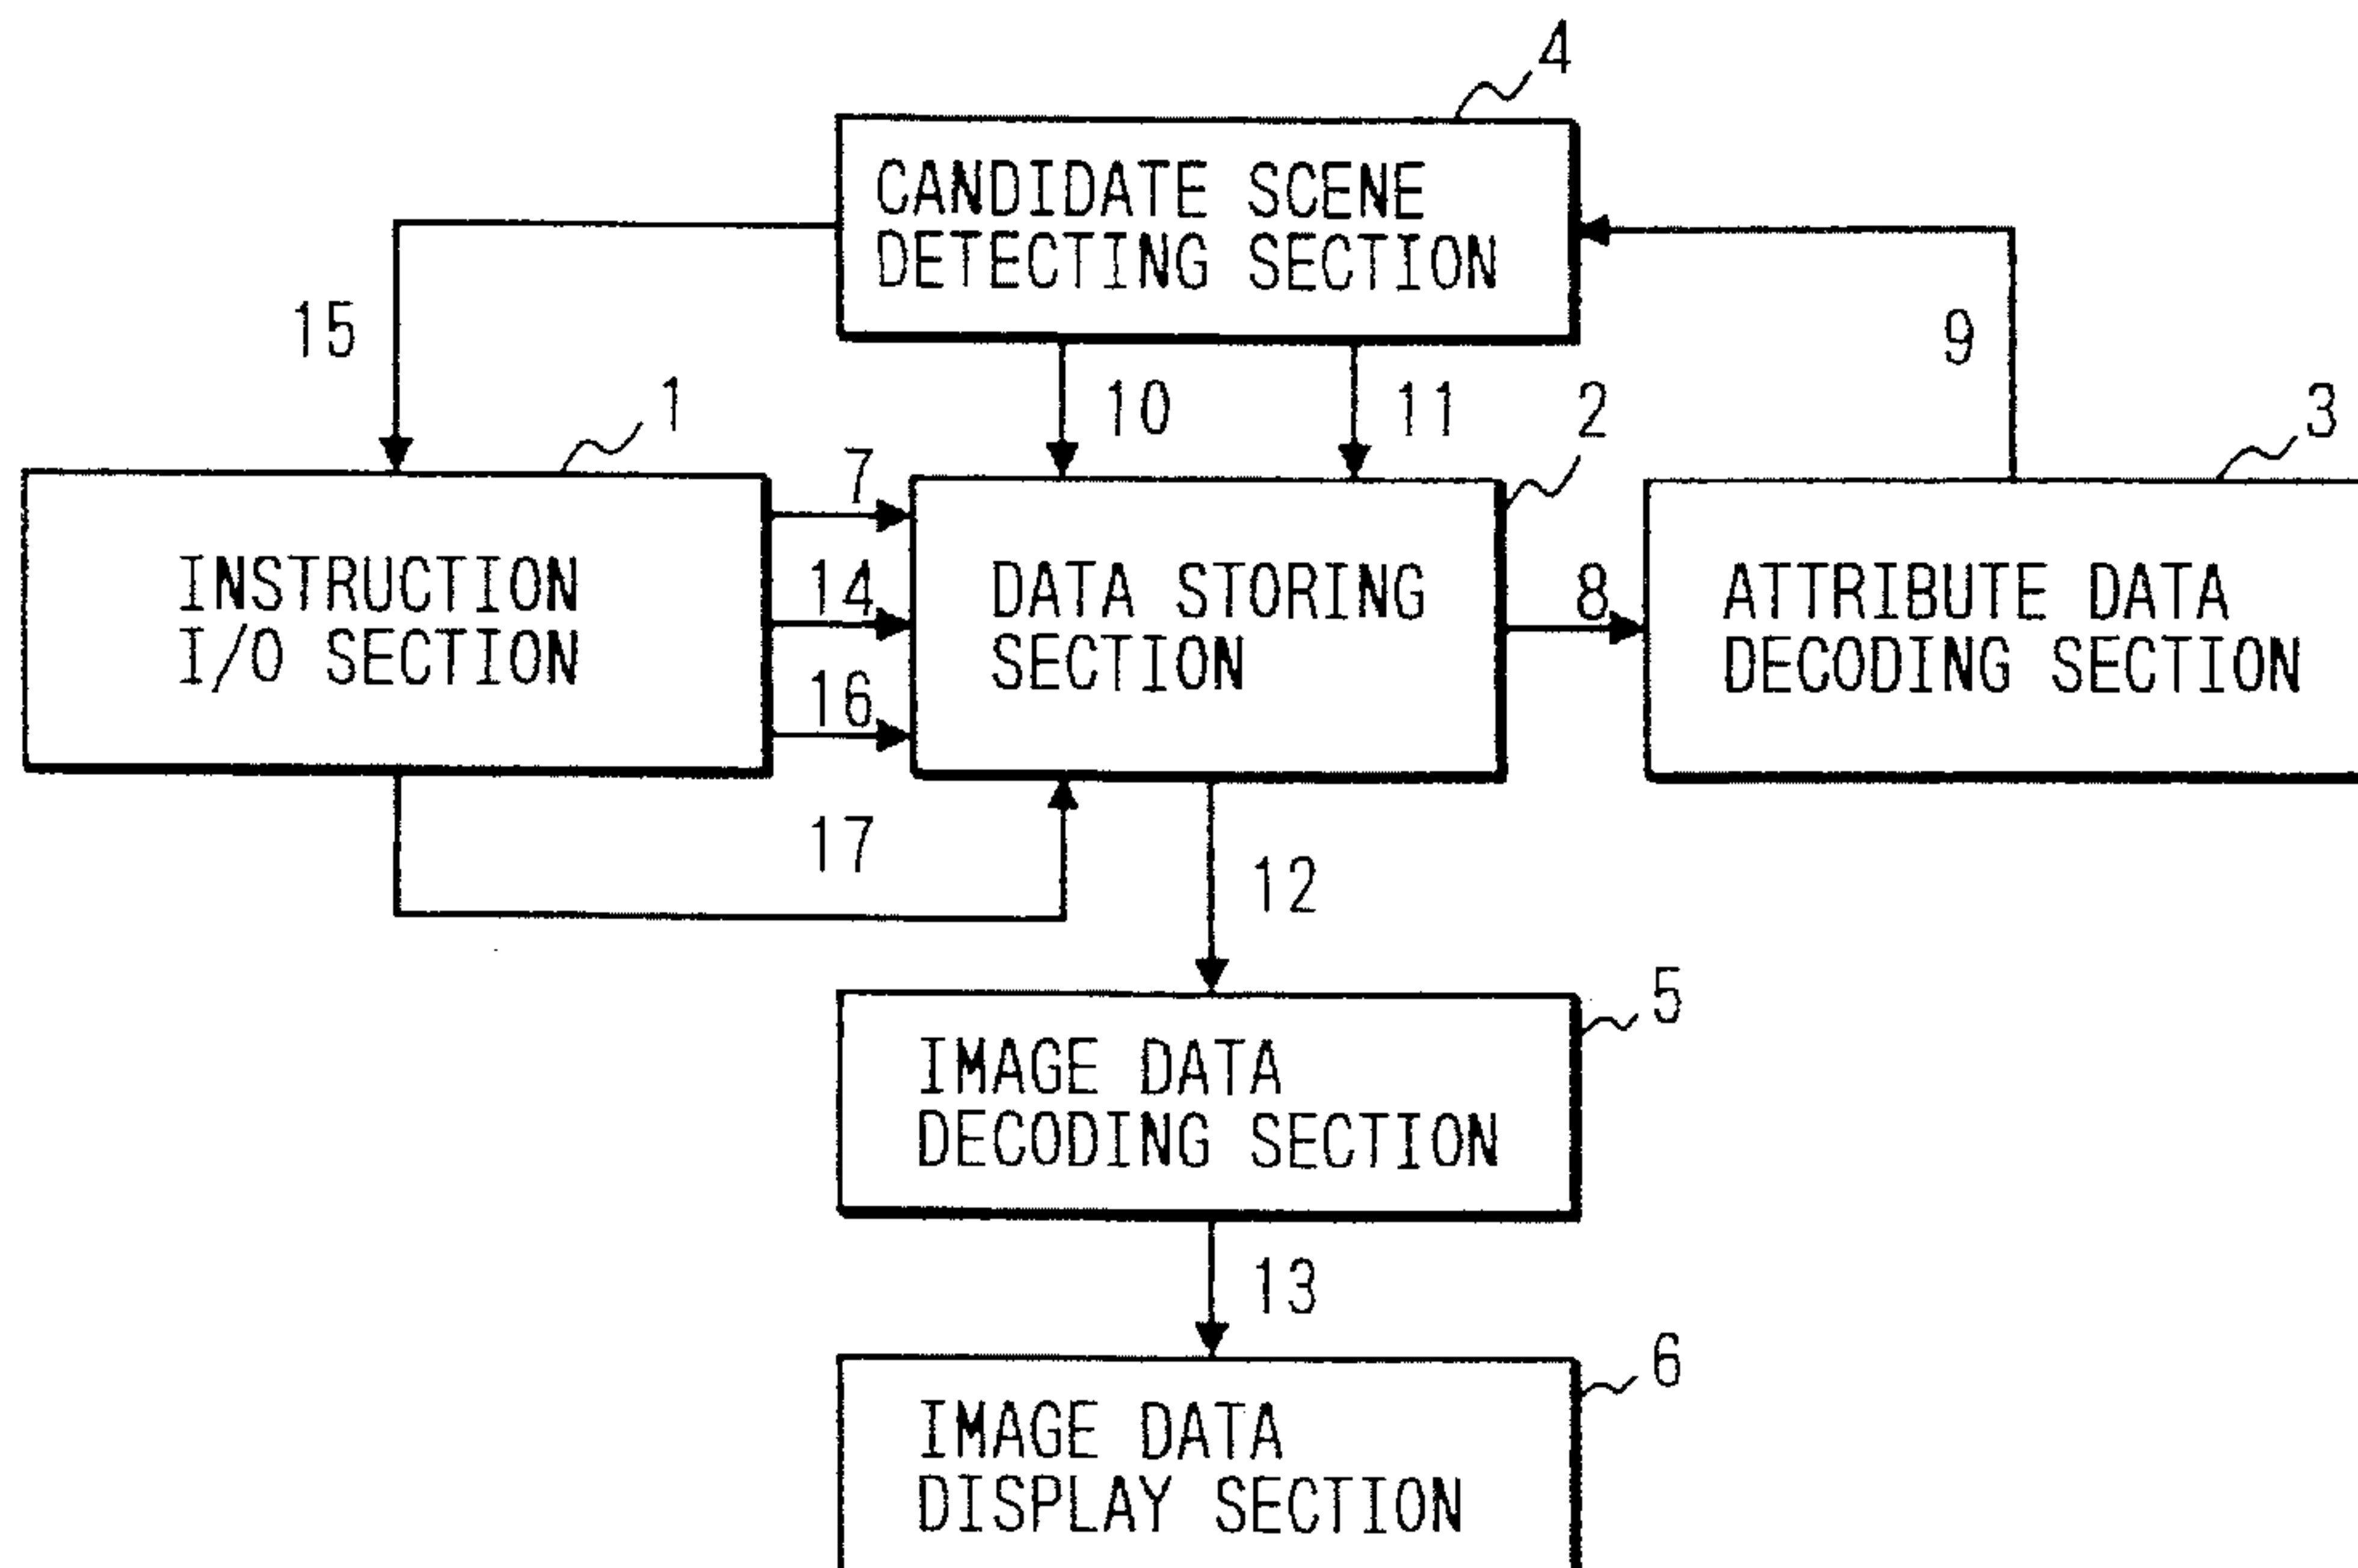 4
CANDIDATE SCENE
DETECTING SECTION
15
9
10
11
1
2
3
7
INSTRUCTION
I/O SECTION
14
16
DATA STORING
SECTION
8
ATTRIBUTE DATA
DECODING SECTION
17
12
5
IMAGE DATA
DECODING SECTION
13
6
IMAGE DATA
DISPLAY SECTION